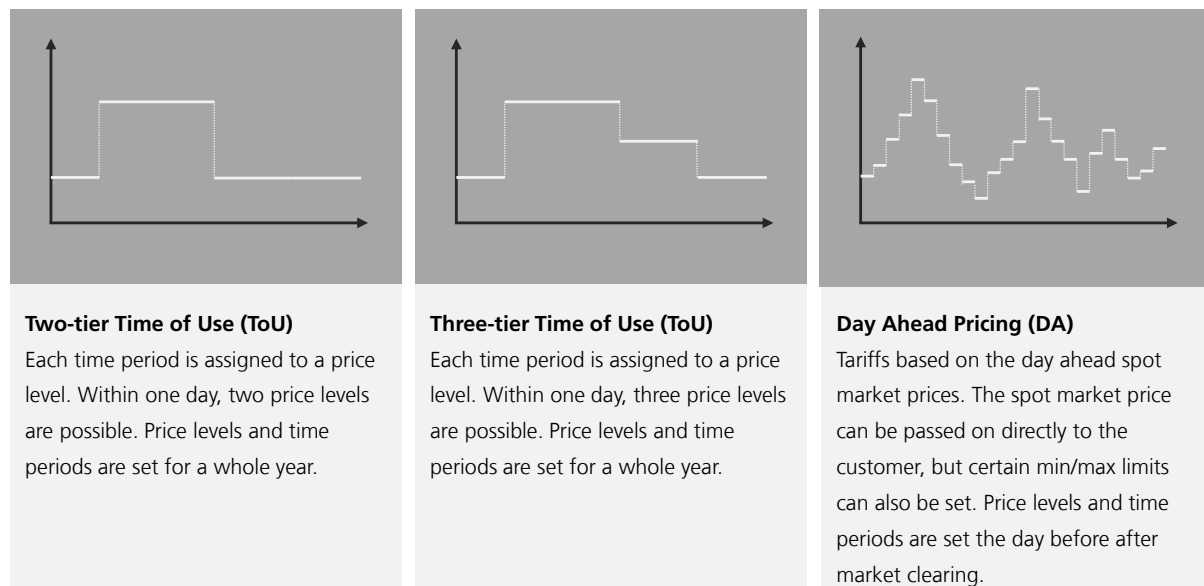 Two-tier Time of Use (ToU)
Each time period is assigned to a price
level. Within one day, two price levels
are possible. Price levels and time
periods are set for a whole year.
Three-tier Time of Use (ToU)
Each time period is assigned to a price
level. Within one day, three price levels
are possible. Price levels and time
periods are set for a whole year.
Day Ahead Pricing (DA)
Tariffs based on the day ahead spot
market prices. The spot market price
can be passed on directly to the
customer, but certain min/max limits
can also be set. Price levels and time
periods are set the day before after
market clearing.